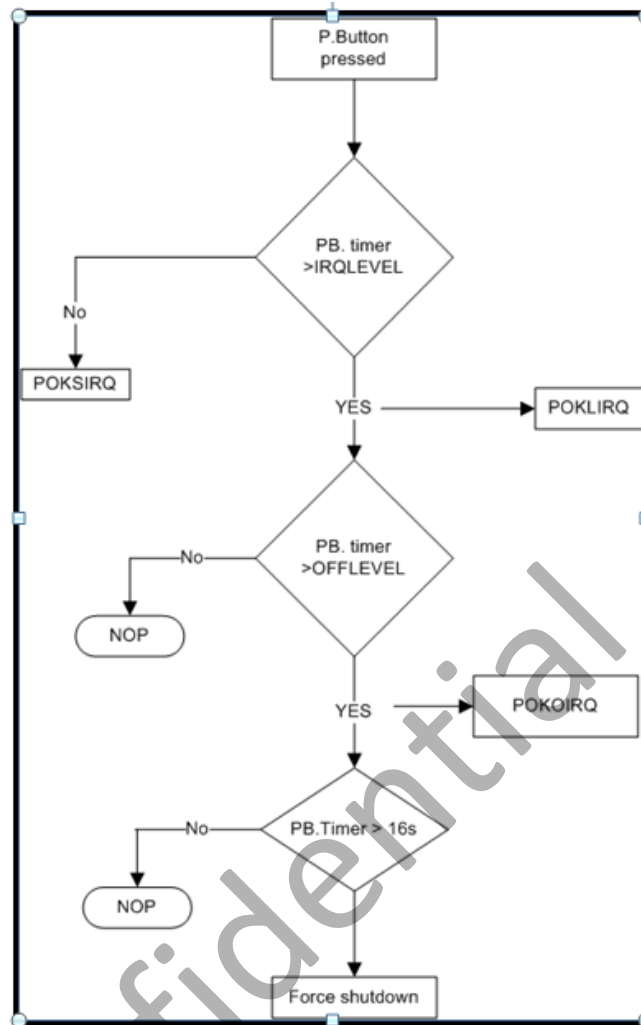 P.Button
pressed
PB. timer
>IRQLEVEL
No
POKSIRQ
YES
POKLIRQ
PB. timer
>OFFLEVEL
No
NOP
YES
POKOIRQ
PB.Timer > 16s
No
NOP
Force shutdown
fidential